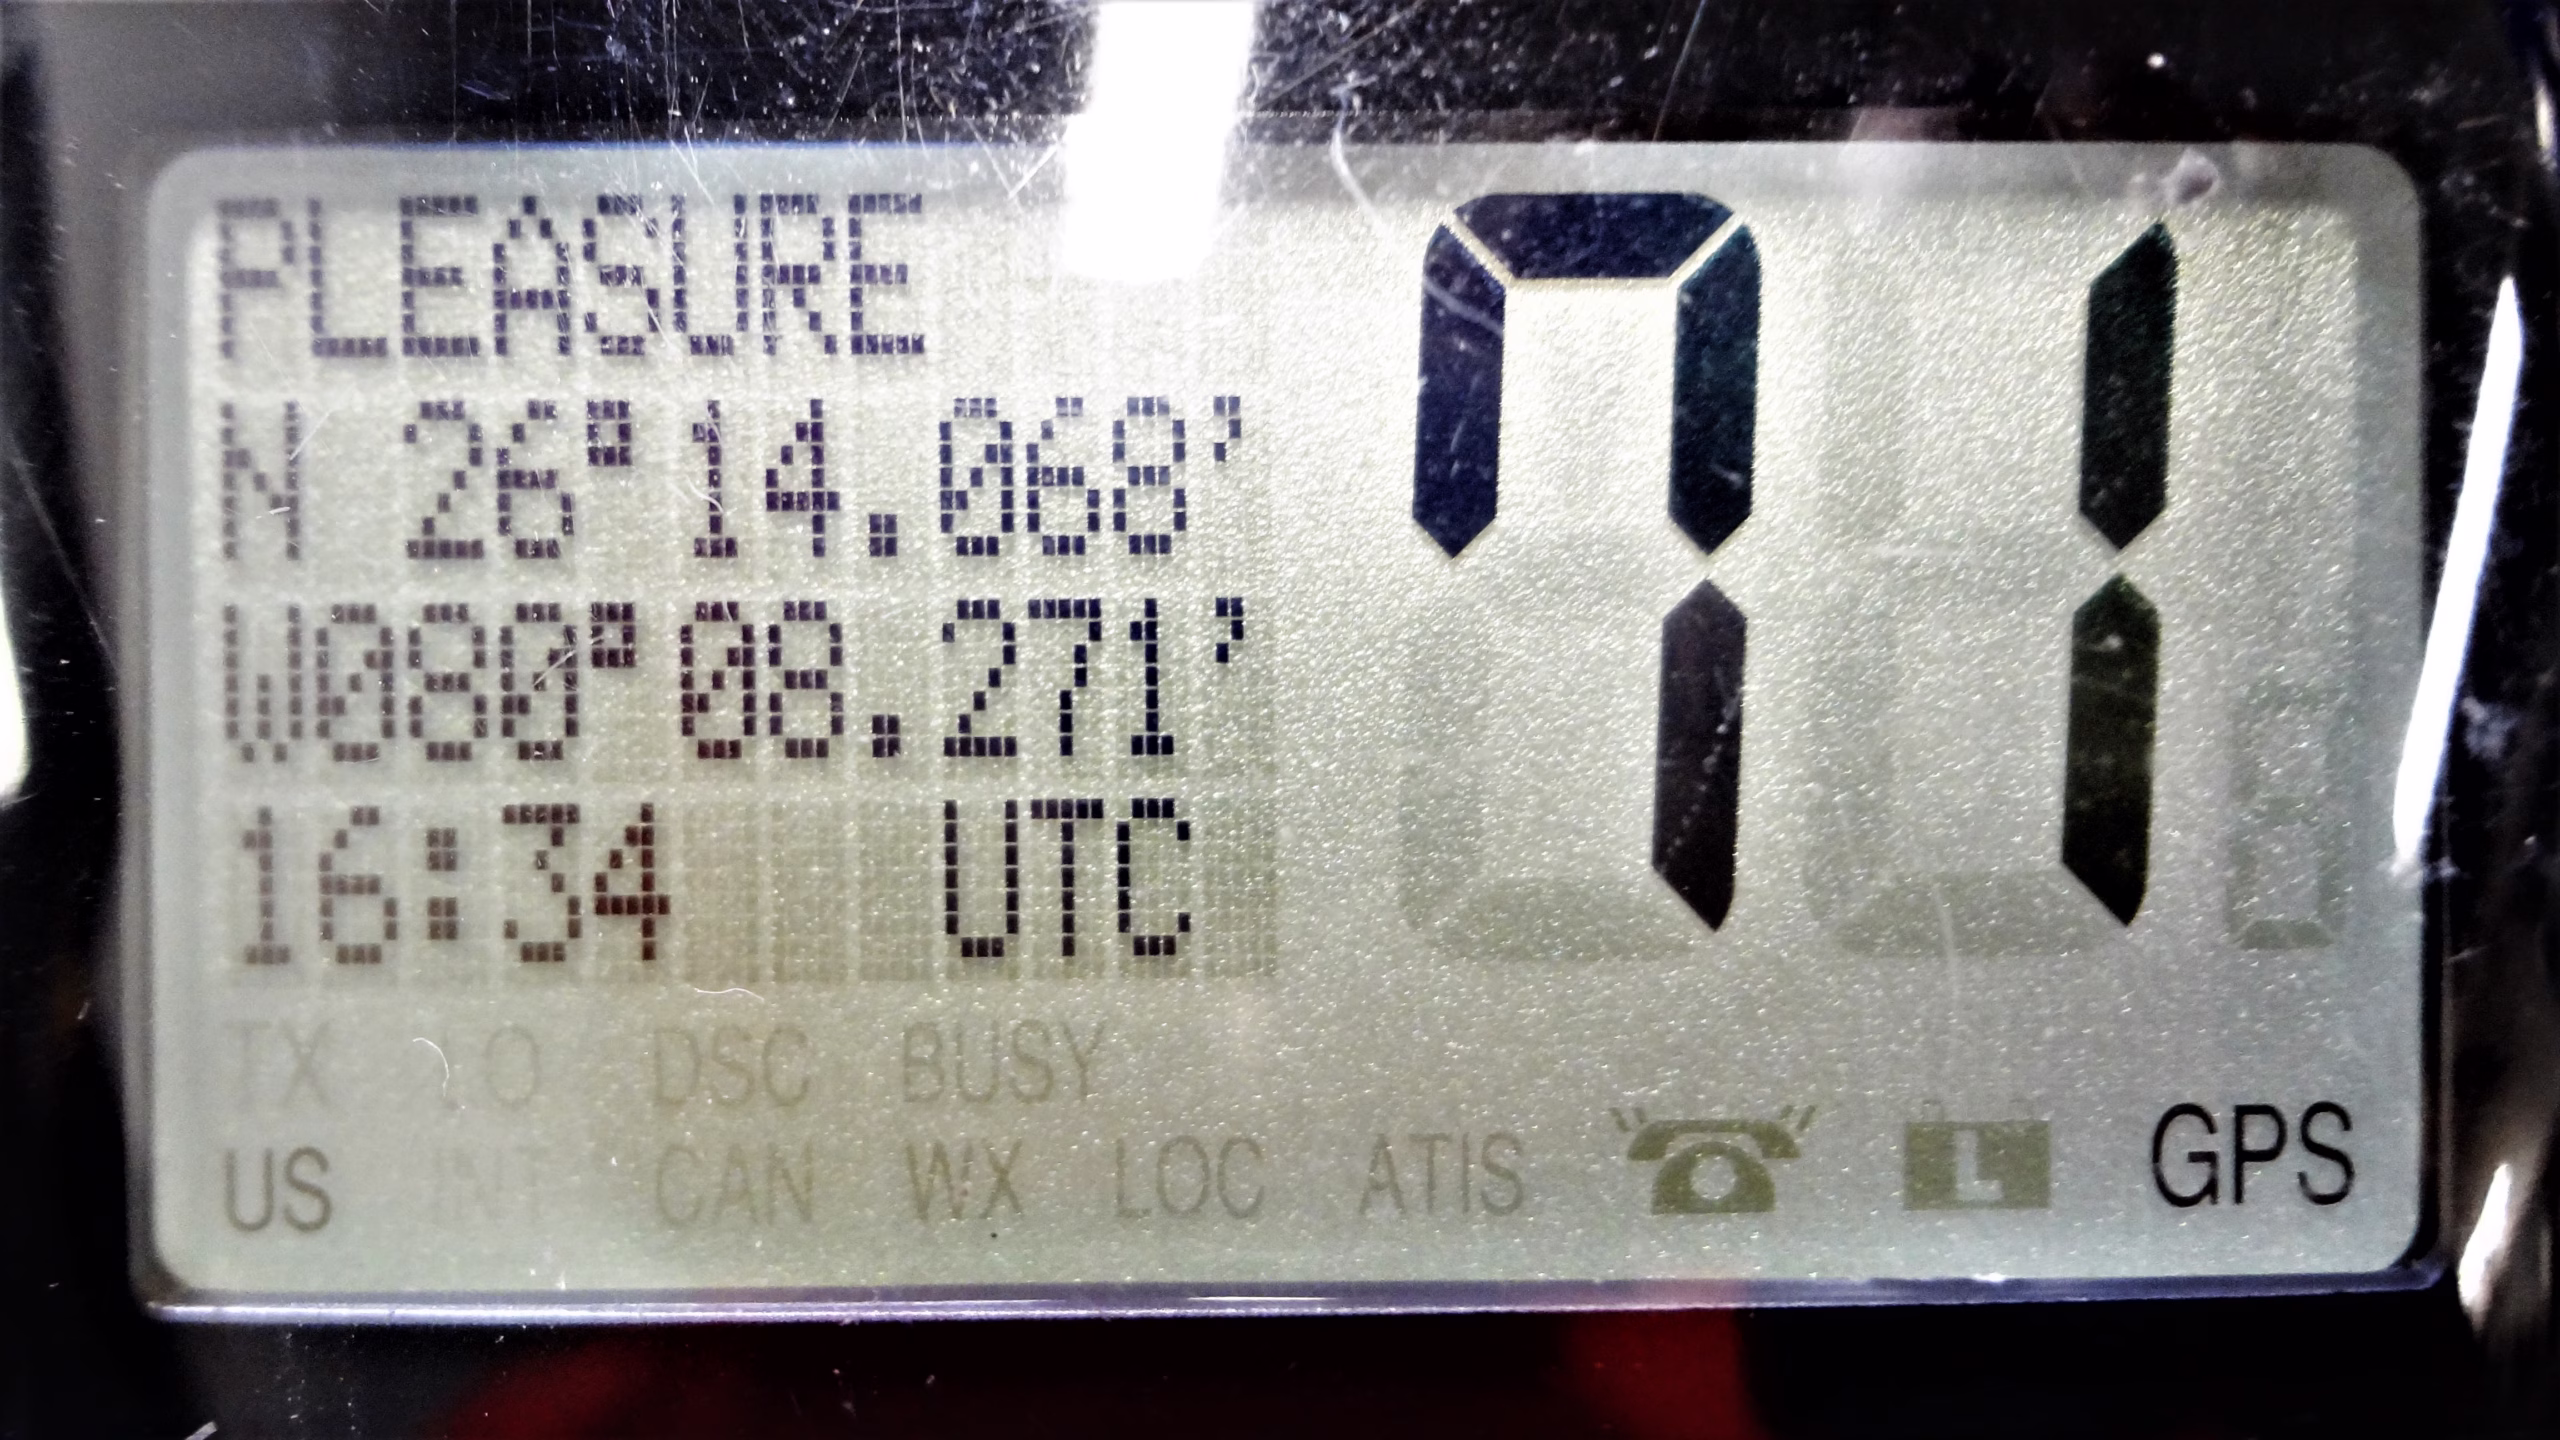 PLEASURE
71
N 26°14.068'
W080°08.271'
16:34 UTC
TX DSC BUSY
US INT CAN WX LOC ATIS L GPS